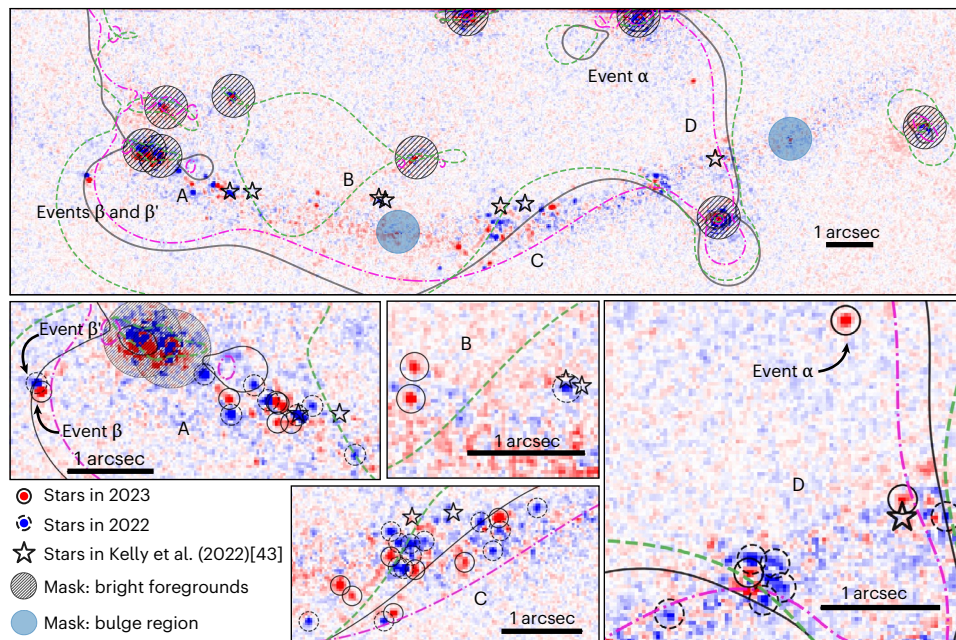 Event α
D
A
B
Events β and β'
C
1 arcsec
Event β'
Event β
A
1 arcsec
B
1 arcsec
Event α
D
1 arcsec
C
1 arcsec
Stars in 2023
Stars in 2022
Stars in Kelly et al. (2022)[43]
Mask: bright foregrounds
Mask: bulge region